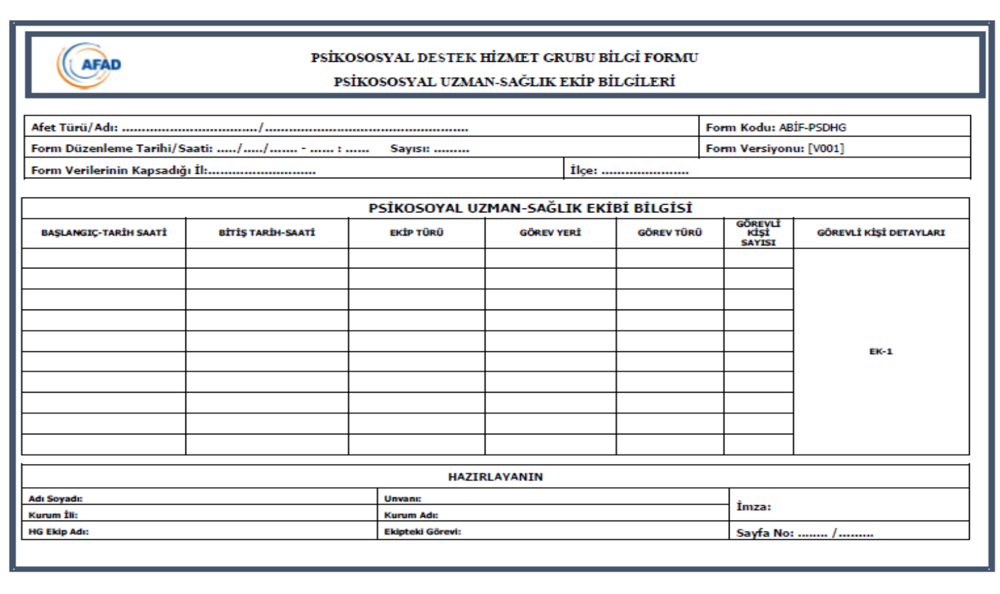 AFAD
PSİKOSOSYAL DESTEK HİZMET GRUBU BİLGİ FORMU
PSİKOSOSYAL UZMAN-SAĞLIK EKİP BİLGİLERİ
Afet Türü/Adı: .................................../.....................................................
Form Kodu: ABİF-PSDHG
Form Düzenleme Tarihi/Saati: ...../...../....... - ...... : ...... Sayısı: .........
Form Versiyonu: [V001]
Form Verilerinin Kapsadığı İl:............................
İlçe: .......................
PSİKOSOYAL UZMAN-SAĞLIK EKİBİ BİLGİSİ
BAŞLANGIÇ-TARİH SAATİ
BİTİŞ TARİH-SAATİ
EKİP TÜRÜ
GÖREV YERİ
GÖREV TÜRÜ
GÖREVLİ
KİŞİ
SAYISI
GÖREVLİ KİŞİ DETAYLARI
EK-1
HAZIRLAYANIN
Adı Soyadı:
Unvanı:
İmza:
Kurum İli:
Kurum Adı:
HG Ekip Adı:
Ekipteki Görevi:
Sayfa No: ........ /.........